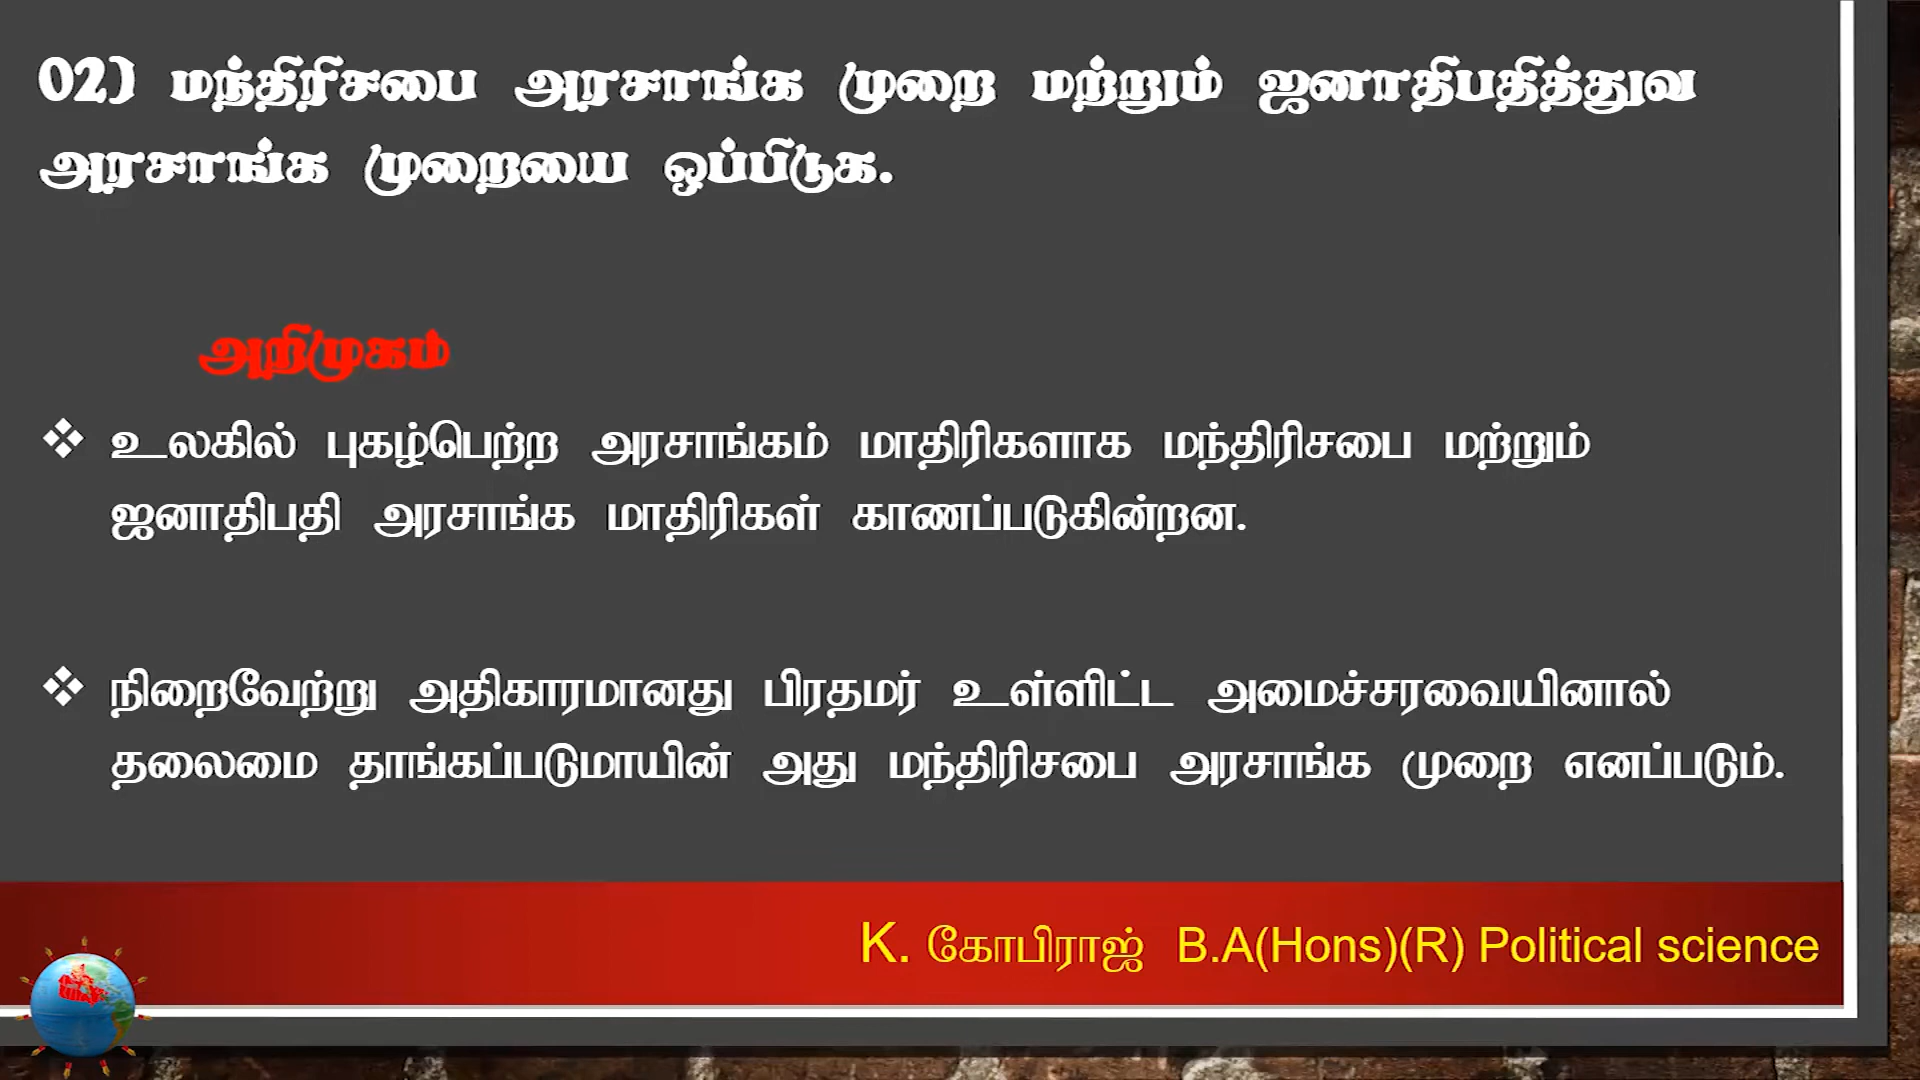 02) மந்திரிசபை அரசாங்க முறை மற்றும் ஜனாதிபதித்துவ
அரசாங்க முறையை ஒப்பிடுக.
அறிமுகம்
❖ உலகில் புகழ்பெற்ற அரசாங்கம் மாதிரிகளாக மந்திரிசபை மற்றும்
ஜனாதிபதி அரசாங்க மாதிரிகள் காணப்படுகின்றன.
❖ நிறைவேற்று அதிகாரமானது பிரதமர் உள்ளிட்ட அமைச்சரவையினால்
தலைமை தாங்கப்படுமாயின் அது மந்திரிசபை அரசாங்க முறை எனப்படும்.
K. கோபிராஜ் B.A(Hons)(R) Political science